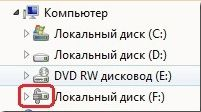 Компьютер
Локальный диск (C:)
Локальный диск (D:)
DVD RW дисковод (E:)
Локальный диск (F:)